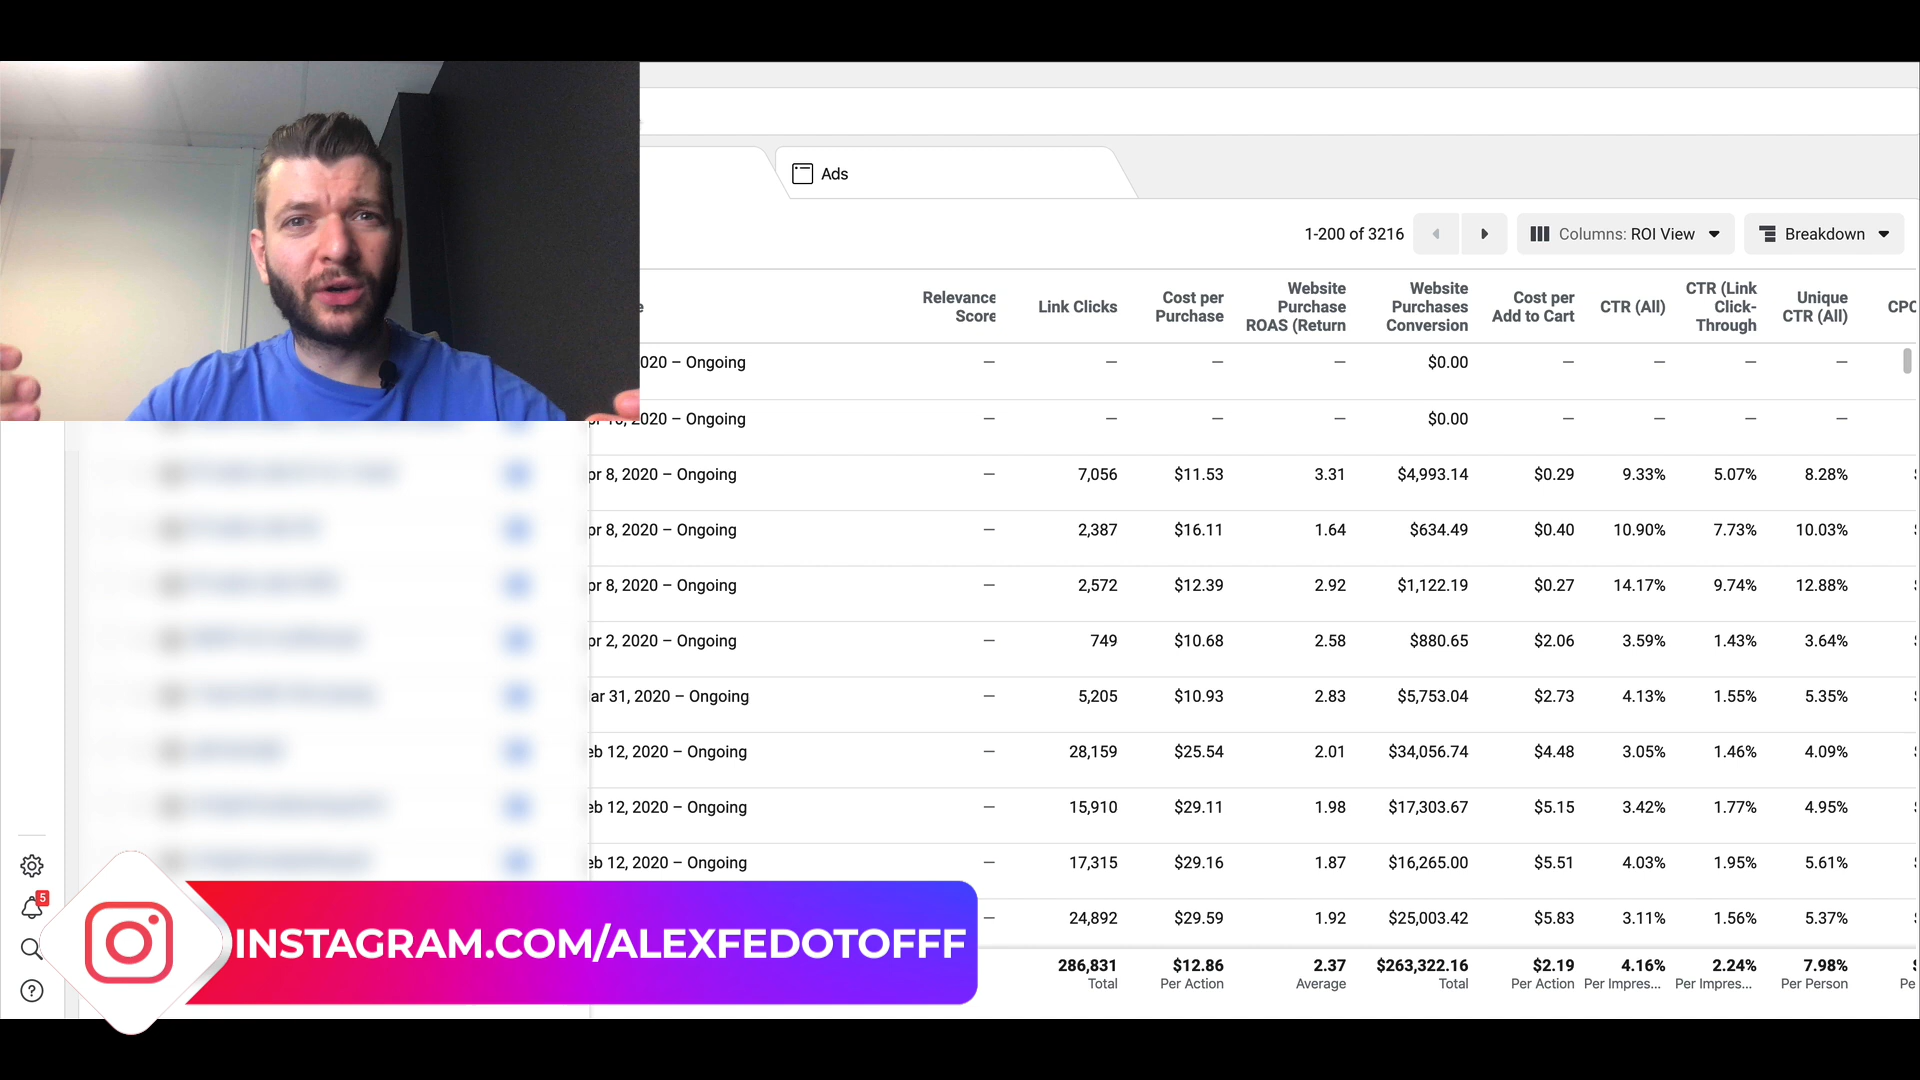 Ads
1-200 of 3216
Columns: ROI View
Breakdown
Relevance Score
Link Clicks
Cost per Purchase
Website Purchase ROAS (Return
Website Purchases Conversion
Cost per Add to Cart
CTR (All)
CTR (Link Click-Through
Unique CTR (All)
CPC
2020 – Ongoing — — — — $0.00 — — — —
2020 – Ongoing — — — — $0.00 — — — —
pr 8, 2020 – Ongoing — 7,056 $11.53 3.31 $4,993.14 $0.29 9.33% 5.07% 8.28%
pr 8, 2020 – Ongoing — 2,387 $16.11 1.64 $634.49 $0.40 10.90% 7.73% 10.03%
pr 8, 2020 – Ongoing — 2,572 $12.39 2.92 $1,122.19 $0.27 14.17% 9.74% 12.88%
pr 2, 2020 – Ongoing — 749 $10.68 2.58 $880.65 $2.06 3.59% 1.43% 3.64%
ar 31, 2020 – Ongoing — 5,205 $10.93 2.83 $5,753.04 $2.73 4.13% 1.55% 5.35%
eb 12, 2020 – Ongoing — 28,159 $25.54 2.01 $34,056.74 $4.48 3.05% 1.46% 4.09%
eb 12, 2020 – Ongoing — 15,910 $29.11 1.98 $17,303.67 $5.15 3.42% 1.77% 4.95%
eb 12, 2020 – Ongoing — 17,315 $29.16 1.87 $16,265.00 $5.51 4.03% 1.95% 5.61%
— 24,892 $29.59 1.92 $25,003.42 $5.83 3.11% 1.56% 5.37%
286,831 $12.86 2.37 $263,322.16 $2.19 4.16% 2.24% 7.98%
Total Per Action Average Total Per Action Per Impres... Per Impres... Per Person Pe
5
INSTAGRAM.COM/ALEXFEDOTOFFF